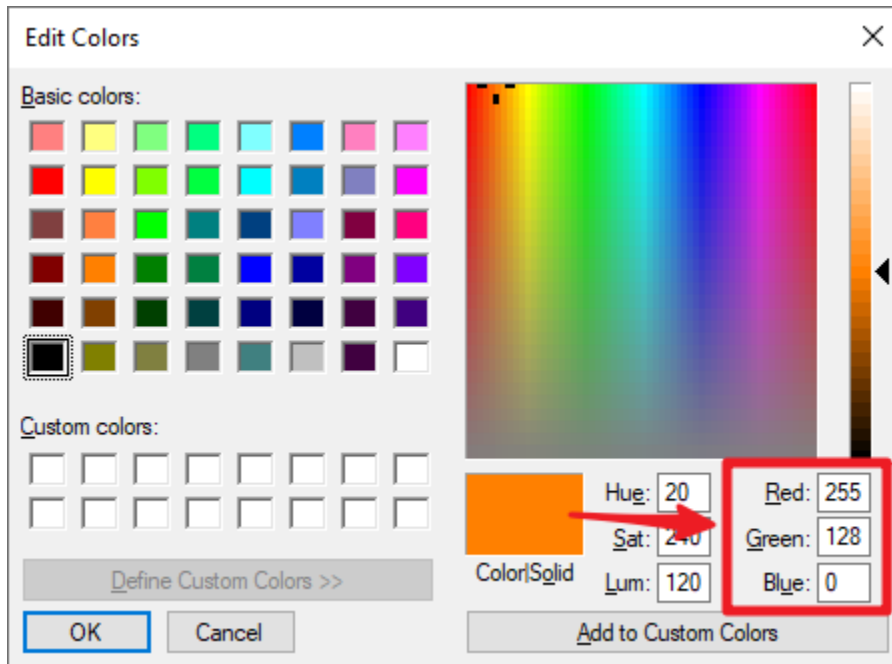 Edit Colors
Basic colors:
Custom colors:
Define Custom Colors >>
OK
Cancel
Color|Solid
Hue: 20
Sat: 240
Lum: 120
Red: 255
Green: 128
Blue: 0
Add to Custom Colors